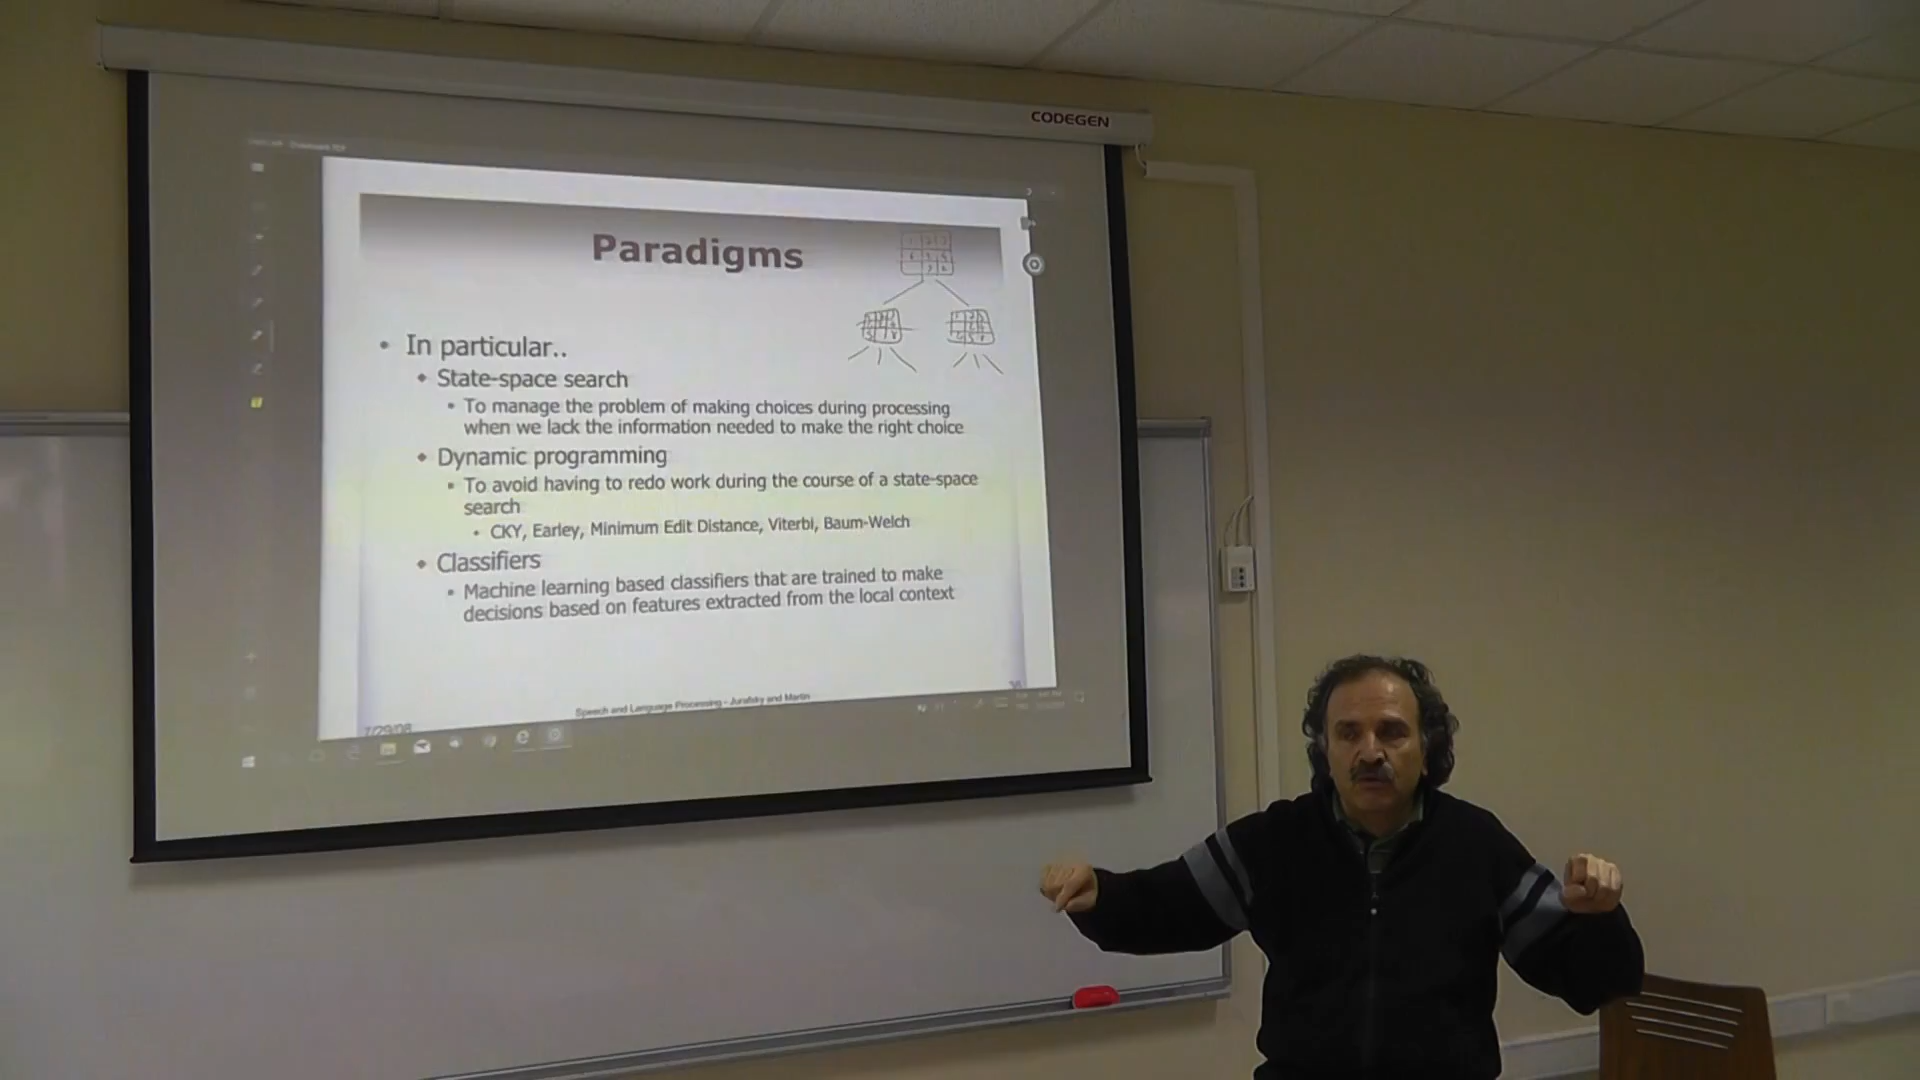 CODEGEN
Paradigms
• In particular..
• State-space search
• To manage the problem of making choices during processing
when we lack the information needed to make the right choice
• Dynamic programming
• To avoid having to redo work during the course of a state-space
search
• CKY, Earley, Minimum Edit Distance, Viterbi, Baum-Welch
• Classifiers
• Machine learning based classifiers that are trained to make
decisions based on features extracted from the local context
Speech and Language Processing - Jurafsky and Martin
7/29/08